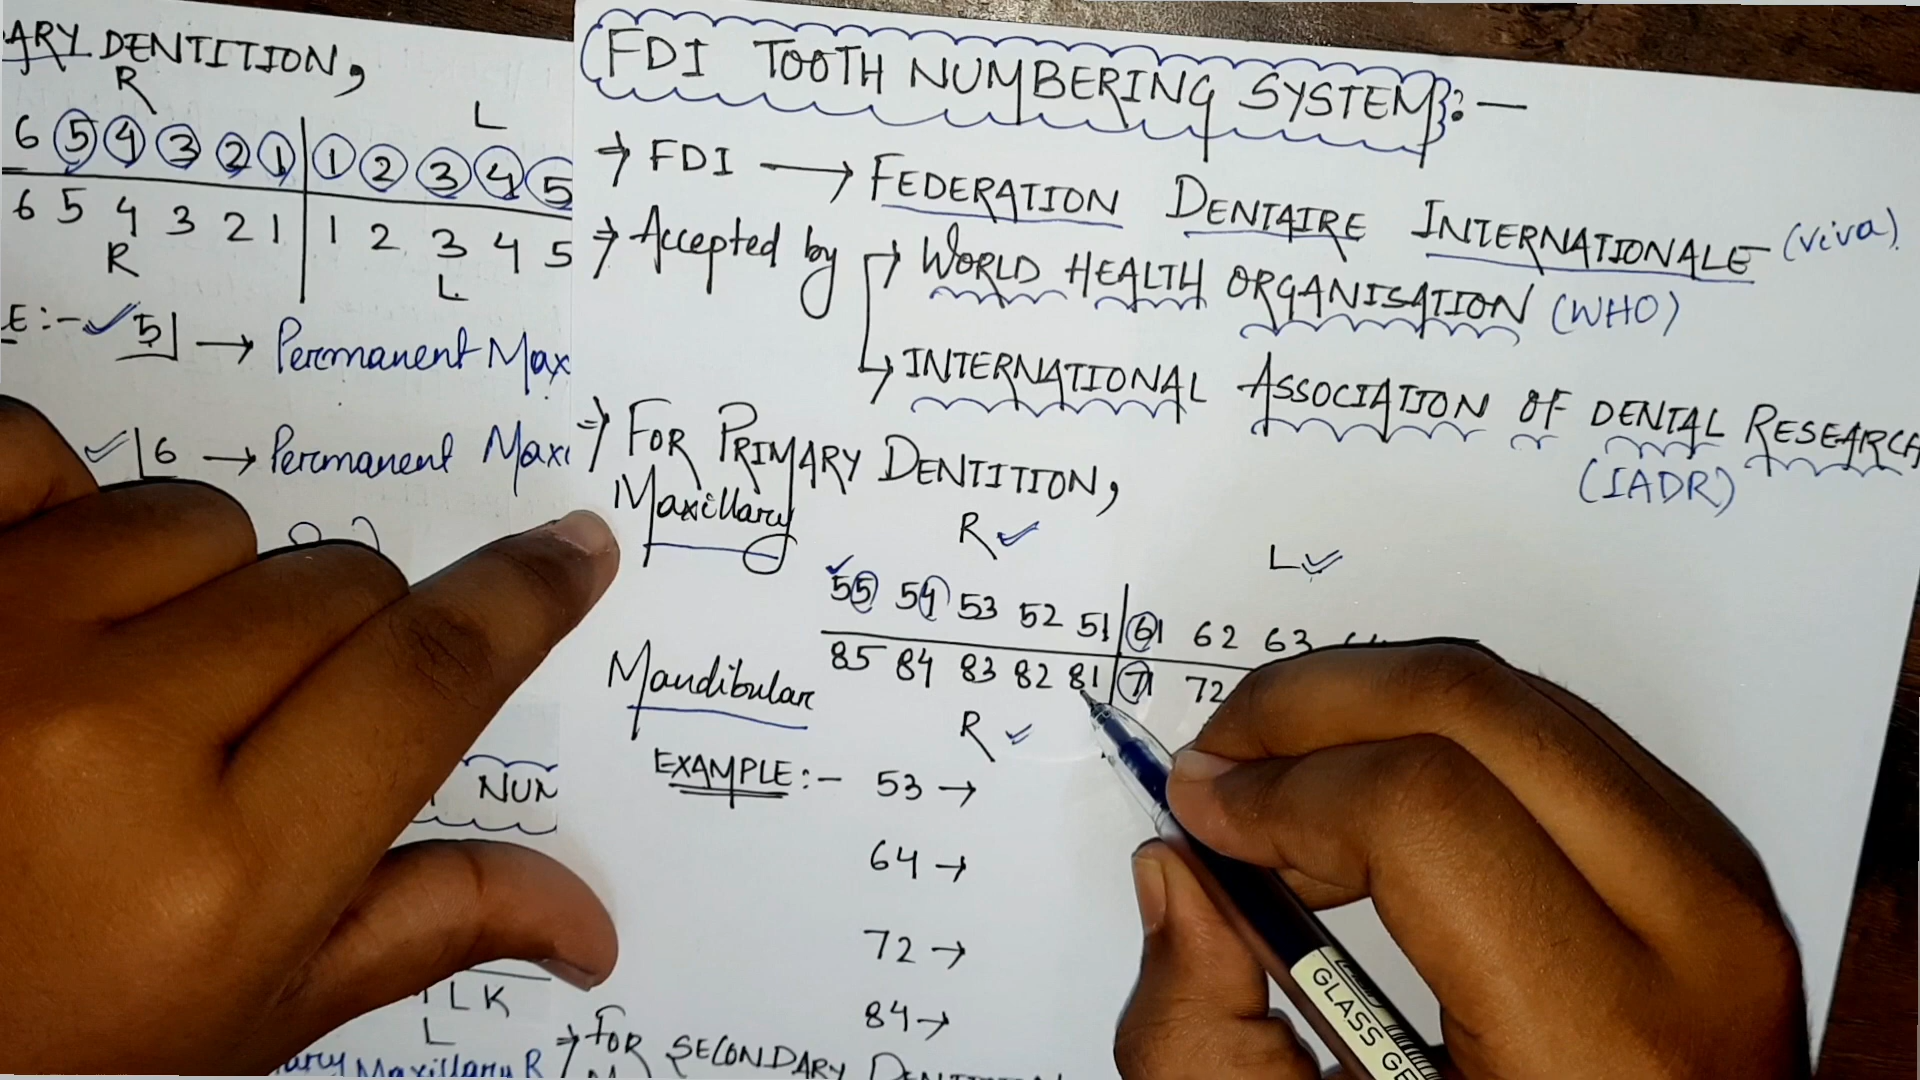 ARY DENTITION,
R
L
6 5 4 3 2 1 1 2 3 4 5
6 5 4 3 2 1 1 2 3 4 5
R
L
E:- 5 → Permanent Max
6 → Permanent Maxi
NUM
L K
L
ary Maxillary R
FDI TOOTH NUMBERING SYSTEM:-
⇒ FDI → FEDERATION DENTAIRE INTERNATIONALE (viva)
⇒ Accepted by → WORLD HEALTH ORGANISATION (WHO)
→ INTERNATIONAL ASSOCIATION OF DENTAL RESEARCH
(IADR)
⇒ FOR PRIMARY DENTITION,
Maxillary
R
L
55 54 53 52 51 61 62 63
Mandibular
85 84 83 82 81 71 72
R
EXAMPLE:- 53 →
64 →
72 →
84 →
⇒ FOR SECONDARY
GLASS GE